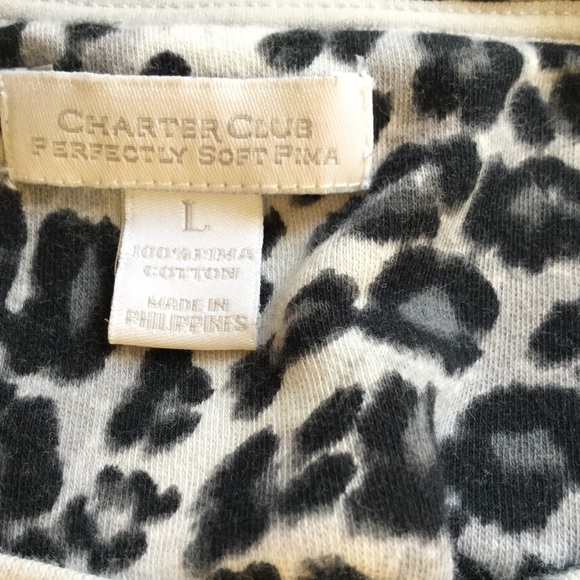 CHARTER CLUB
PERFECTLY SOFT PIMA
L
100% PIMA
COTTON
MADE IN
PHILIPPINES